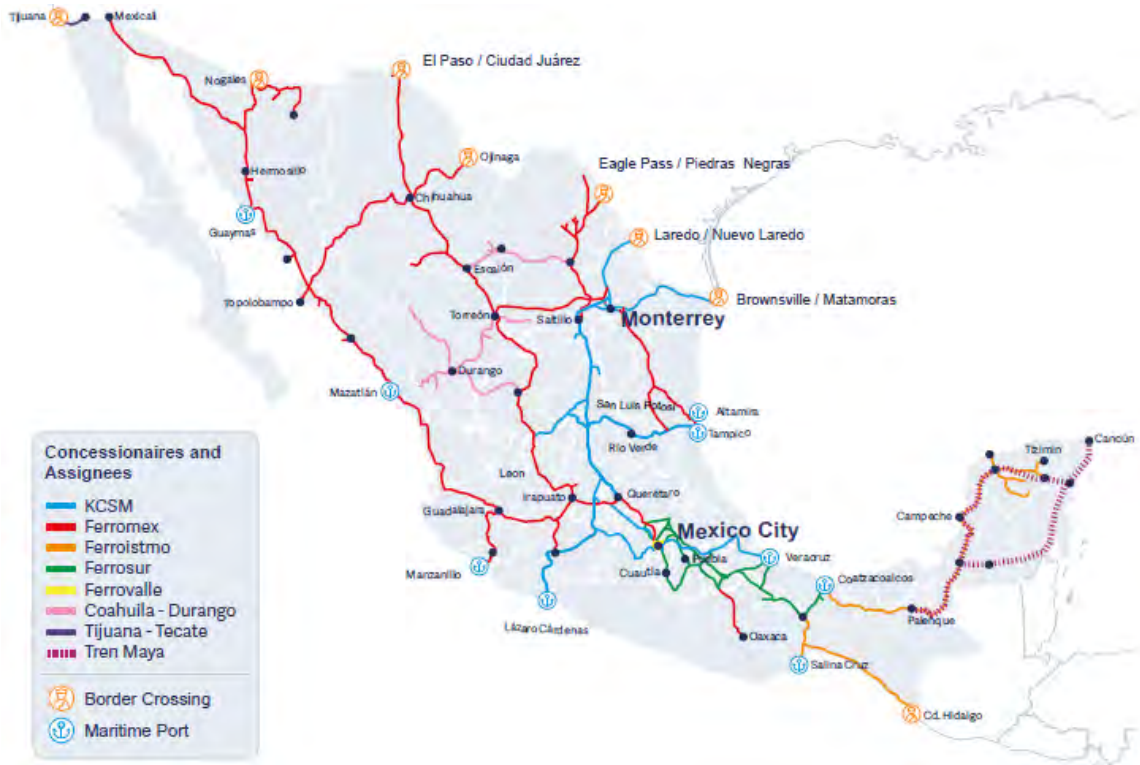 Tijuana
Mexicali
Nogales
El Paso / Ciudad Juárez
Ojinaga
Eagle Pass / Piedras Negras
Hermosillo
Chihuahua
Guaymas
Laredo / Nuevo Laredo
Escalón
Topolobampo
Brownsville / Matamoras
Torreón
Saltillo
Monterrey
Durango
Mazatlán
San Luis Potosí
Altamira
Tampico
Río Verde
Cancún
Tizimín
Leon
Irapuato
Querétaro
Guadalajara
Campeche
Mexico City
Manzanillo
Puebla
Veracruz
Cuautla
Coatzacoalcos
Palenque
Lázaro Cárdenas
Oaxaca
Salina Cruz
Cd. Hidalgo
Concessionaires and
Assignees
KCSM
Ferromex
Ferroistmo
Ferrosur
Ferrovalle
Coahuila - Durango
Tijuana - Tecate
Tren Maya
Border Crossing
Maritime Port